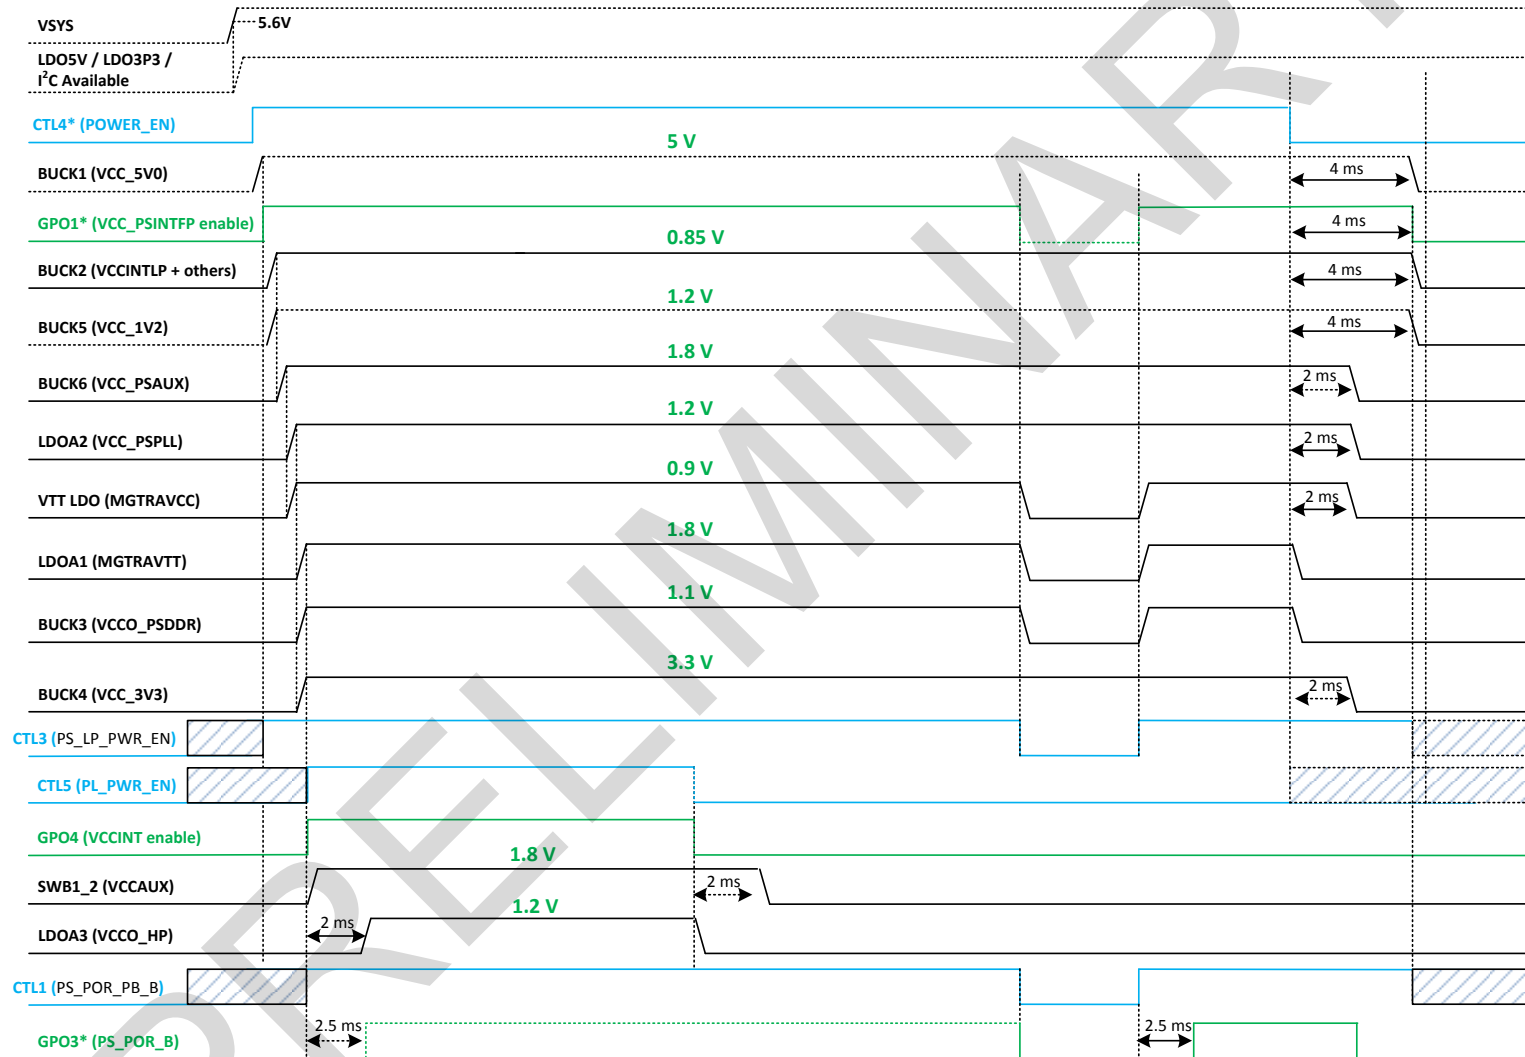 VSYS
5.6V
LDO5V / LDO3P3 /
I²C Available
CTL4* (POWER_EN)
5 V
BUCK1 (VCC_5V0)
4 ms
GPO1* (VCC_PSINTFP enable)
4 ms
0.85 V
BUCK2 (VCCINTLP + others)
4 ms
1.2 V
BUCK5 (VCC_1V2)
4 ms
1.8 V
BUCK6 (VCC_PSAUX)
2 ms
1.2 V
LDOA2 (VCC_PSPLL)
2 ms
0.9 V
VTT LDO (MGTRAVCC)
2 ms
1.8 V
LDOA1 (MGTRAVTT)
1.1 V
BUCK3 (VCCO_PSDDR)
3.3 V
BUCK4 (VCC_3V3)
2 ms
CTL3 (PS_LP_PWR_EN)
CTL5 (PL_PWR_EN)
GPO4 (VCCINT enable)
1.8 V
SWB1_2 (VCCAUX)
2 ms
1.2 V
LDOA3 (VCCO_HP)
2 ms
CTL1 (PS_POR_PB_B)
GPO3* (PS_POR_B)
2.5 ms
2.5 ms
PRELIMINAR